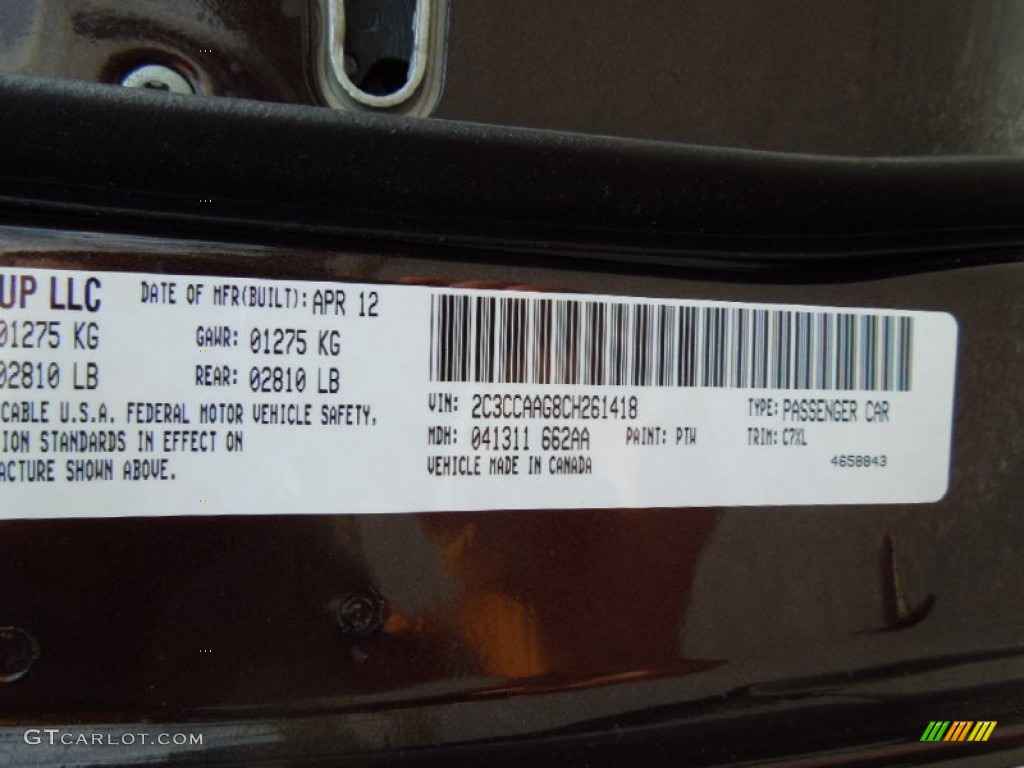 UP LLC DATE OF MFR(BUILT): APR 12
01275 KG GAWR: 01275 KG
02810 LB REAR: 02810 LB
CABLE U.S.A. FEDERAL MOTOR VEHICLE SAFETY,
ION STANDARDS IN EFFECT ON
ACTURE SHOWN ABOVE.
VIN: 2C3CCAAG8CH261418 TYPE: PASSENGER CAR
MDH: 041311 662AA PAINT: PTW TRIM: C7XL
VEHICLE MADE IN CANADA 4658843
GTCARLOT.COM